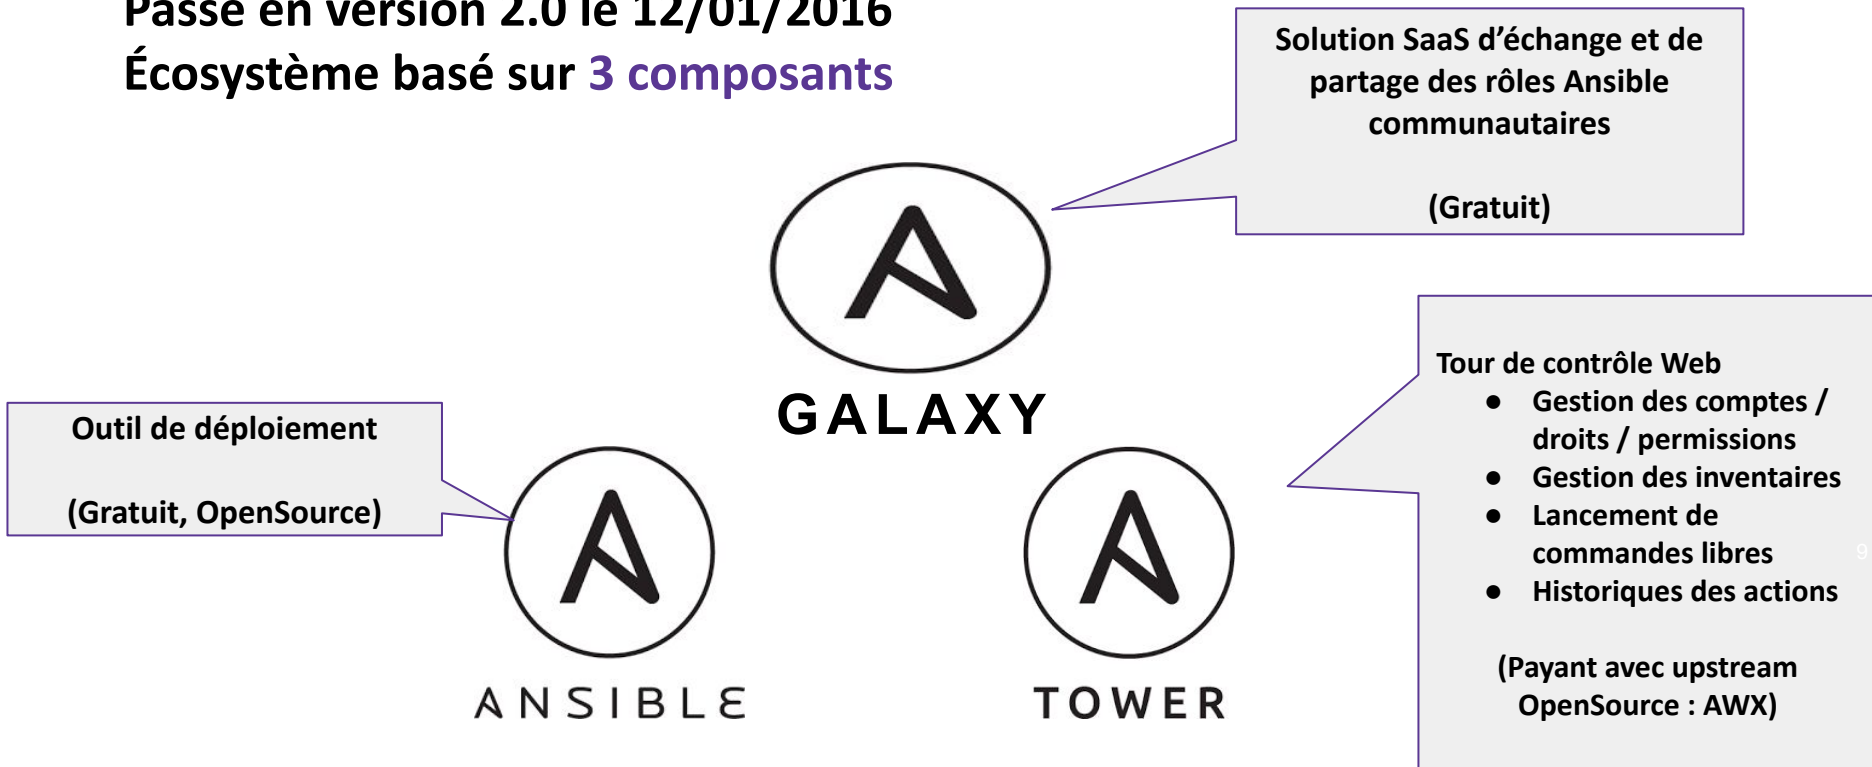 Passe en version 2.0 le 12/01/2016
Écosystème basé sur 3 composants
Solution SaaS d’échange et de
partage des rôles Ansible
communautaires
(Gratuit)
GALAXY
Outil de déploiement
(Gratuit, OpenSource)
ANSIBLE
TOWER
Tour de contrôle Web
● Gestion des comptes /
droits / permissions
● Gestion des inventaires
● Lancement de
commandes libres
● Historiques des actions
(Payant avec upstream
OpenSource : AWX)
9